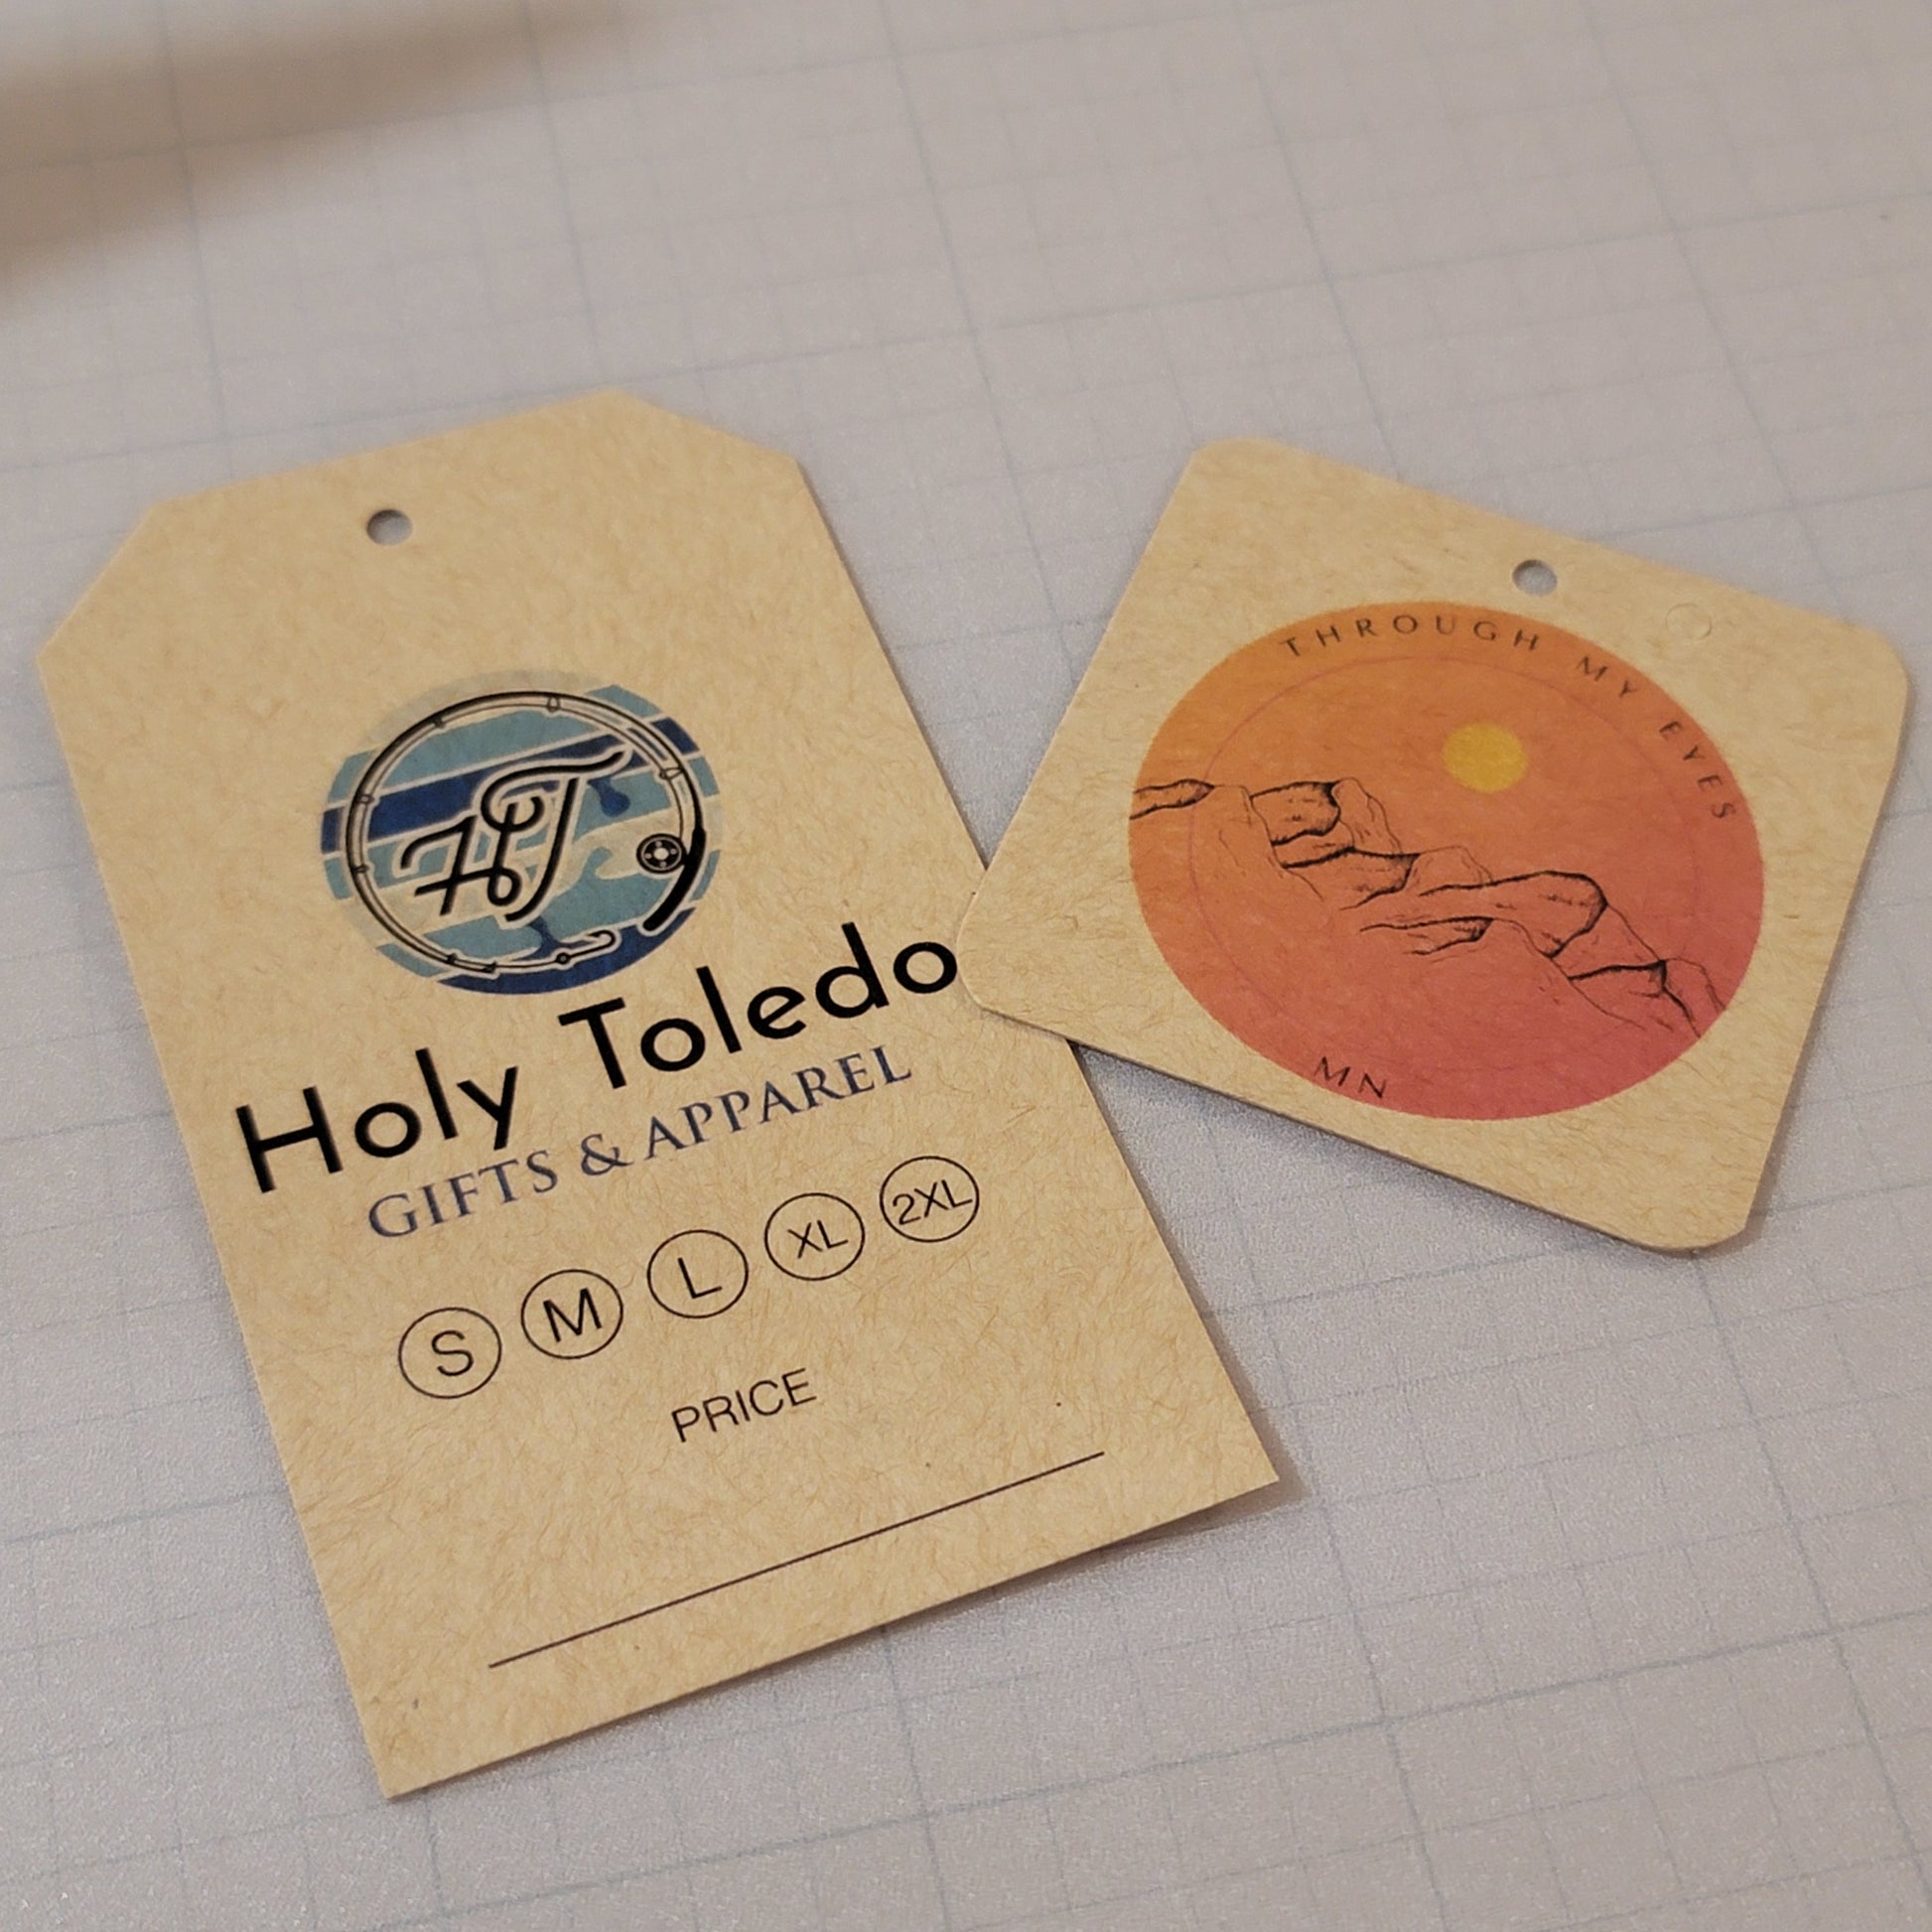 HT
Holy Toledo
GIFTS & APPAREL
S M L XL 2XL
PRICE
THROUGH MY EYES
MN